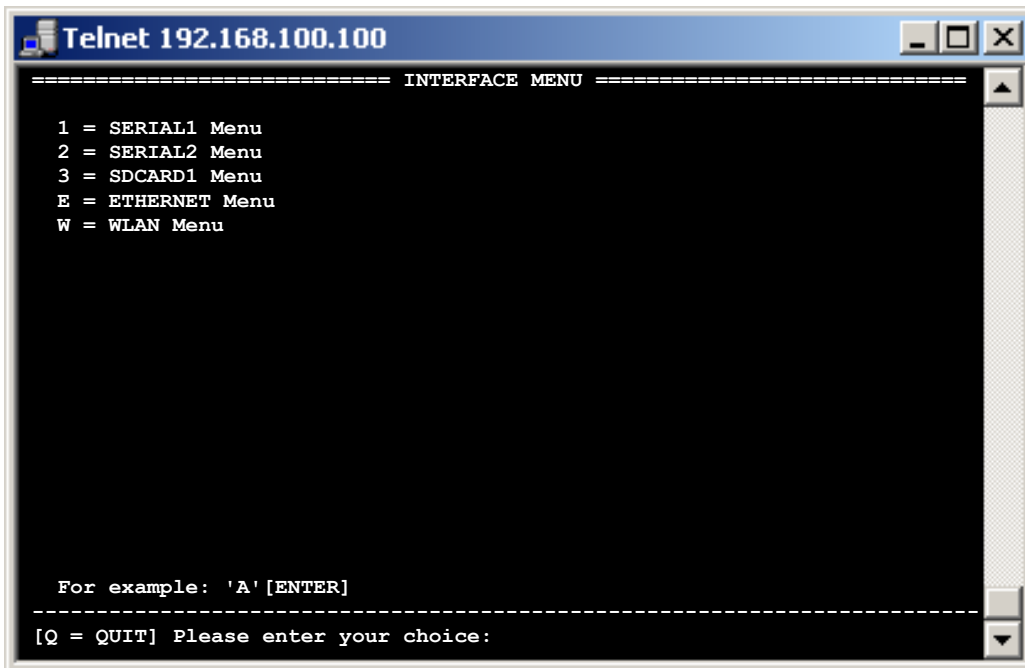 Telnet 192.168.100.100
============================ INTERFACE MENU =============================
1 = SERIAL1 Menu
2 = SERIAL2 Menu
3 = SDCARD1 Menu
E = ETHERNET Menu
W = WLAN Menu
For example: 'A'[ENTER]
--------------------------------------------------------------------------
[Q = QUIT] Please enter your choice: